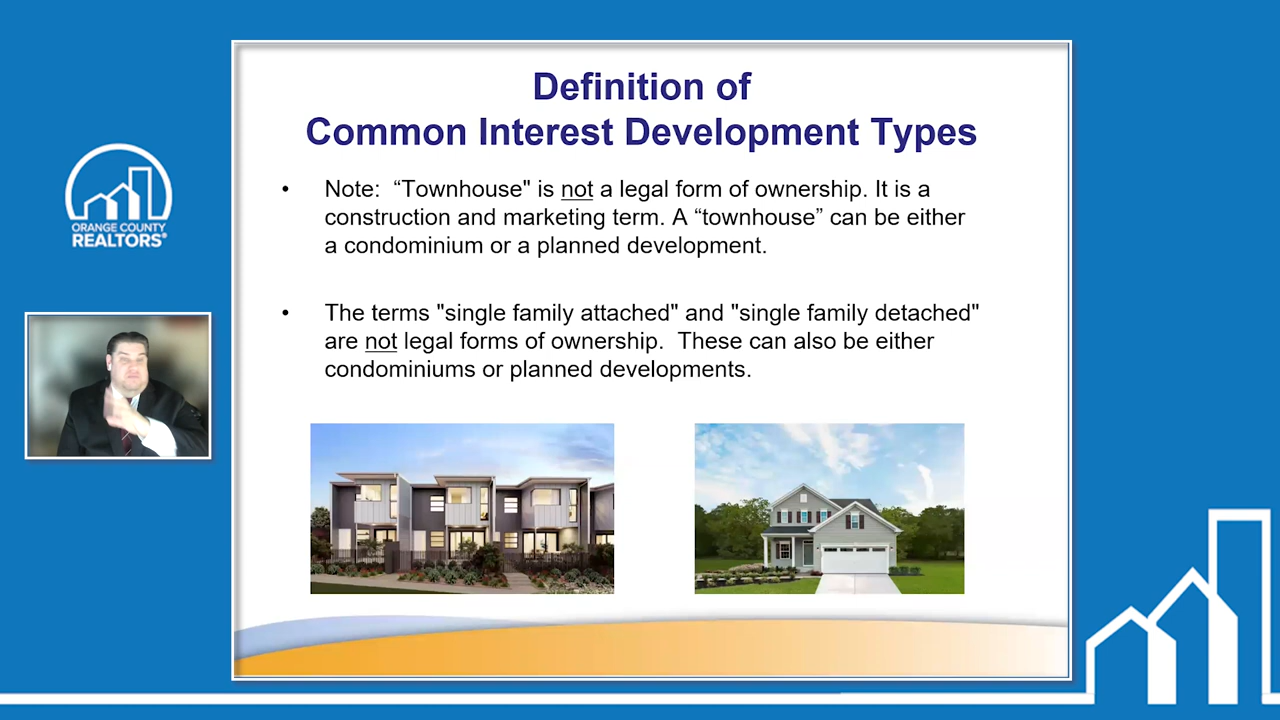 Definition of
Common Interest Development Types
• Note:  “Townhouse" is not a legal form of ownership. It is a
construction and marketing term. A “townhouse” can be either
a condominium or a planned development.
• The terms "single family attached" and "single family detached"
are not legal forms of ownership.  These can also be either
condominiums or planned developments.
ORANGE COUNTY
REALTORS®